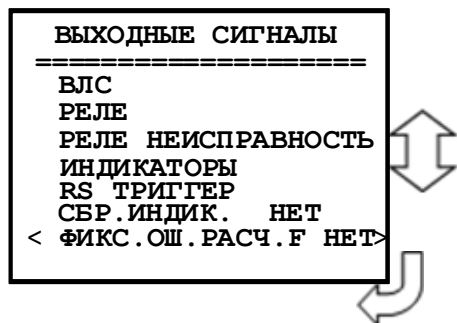 ВЫХОДНЫЕ СИГНАЛЫ
====================
ВЛС
РЕЛЕ
РЕЛЕ НЕИСПРАВНОСТЬ
ИНДИКАТОРЫ
RS ТРИГГЕР
СБР.ИНДИК. НЕТ
< ФИКС.ОШ.РАСЧ.F НЕТ>